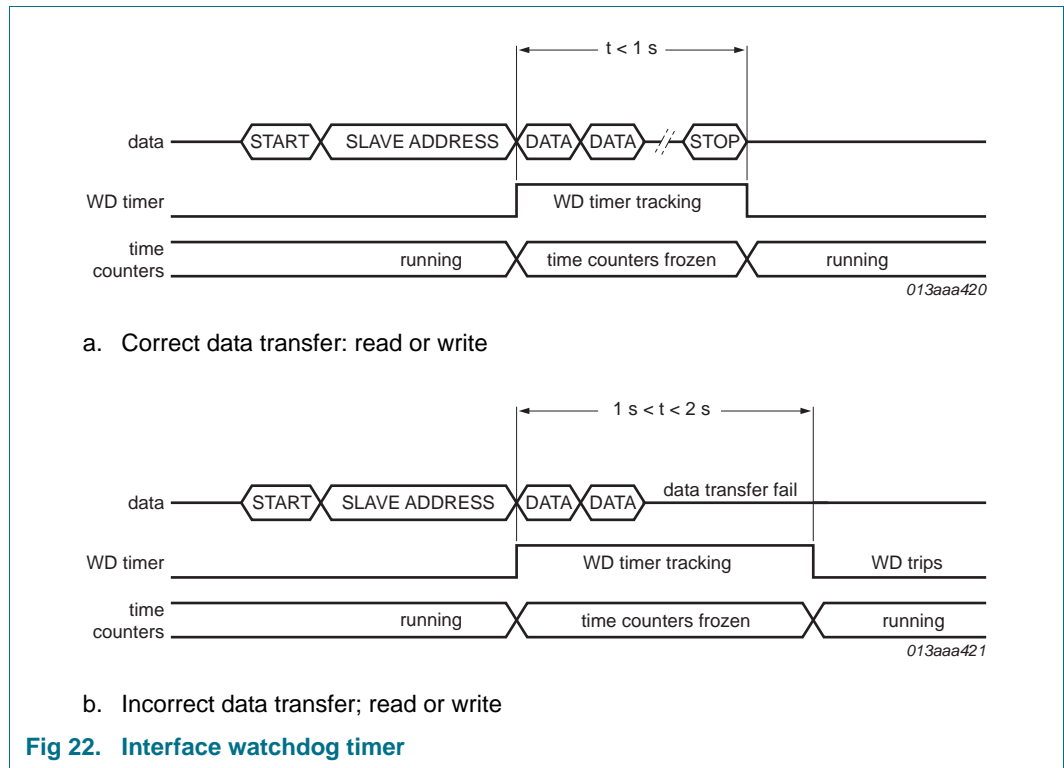 t < 1 s
data START SLAVE ADDRESS DATA DATA STOP
WD timer WD timer tracking
time
counters running time counters frozen running
013aaa420
a. Correct data transfer: read or write
1 s < t < 2 s
data START SLAVE ADDRESS DATA DATA data transfer fail
WD timer WD timer tracking WD trips
time
counters running time counters frozen running
013aaa421
b. Incorrect data transfer; read or write
Fig 22. Interface watchdog timer